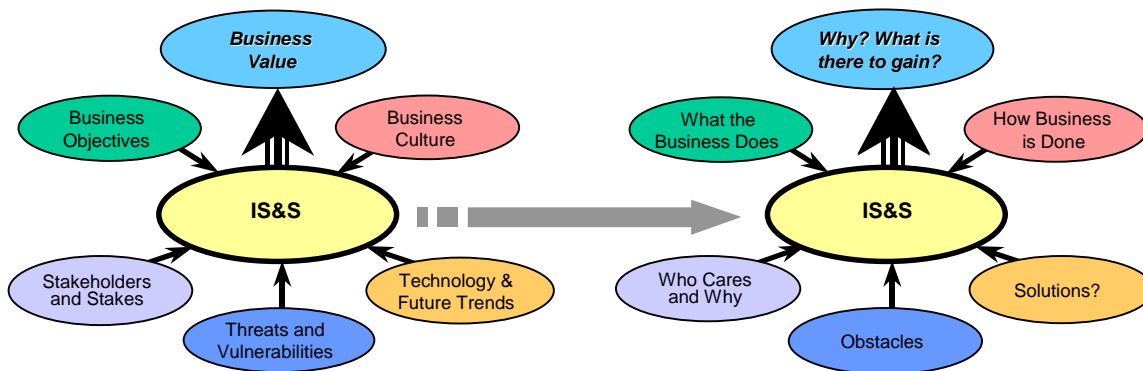 Business
Value
Business
Objectives
Business
Culture
IS&S
Stakeholders
and Stakes
Technology &
Future Trends
Threats and
Vulnerabilities
Why? What is
there to gain?
What the
Business Does
How Business
is Done
IS&S
Who Cares
and Why
Solutions?
Obstacles